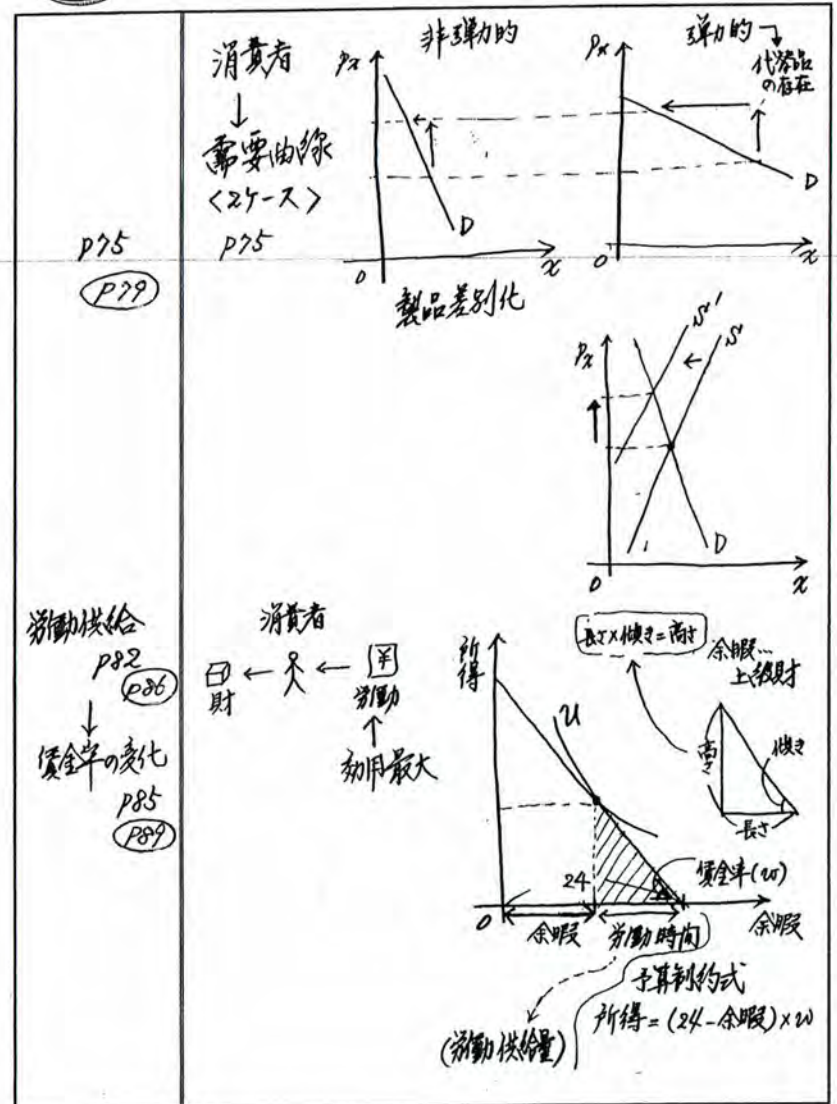 p75
P79
消費者
↓
需要曲線
<2ケース>
p75
非弾力的
Px
D
0
x
製品差別化
弾力的
代替品
の存在
Px
D
0
x
Px
S'
S
←
D
0
x
労働供給
p82
p86
↓
賃金率の変化
p85
P89
消費者
財
←
←
¥
労働
↑
効用最大
所得
U
24
0
余暇
労働時間
余暇
賃金率(w)
(労働供給量)
予算制約式
所得=(24-余暇)×w
長さ×傾き=高さ
余暇…
上級財
高さ
傾き
長さ